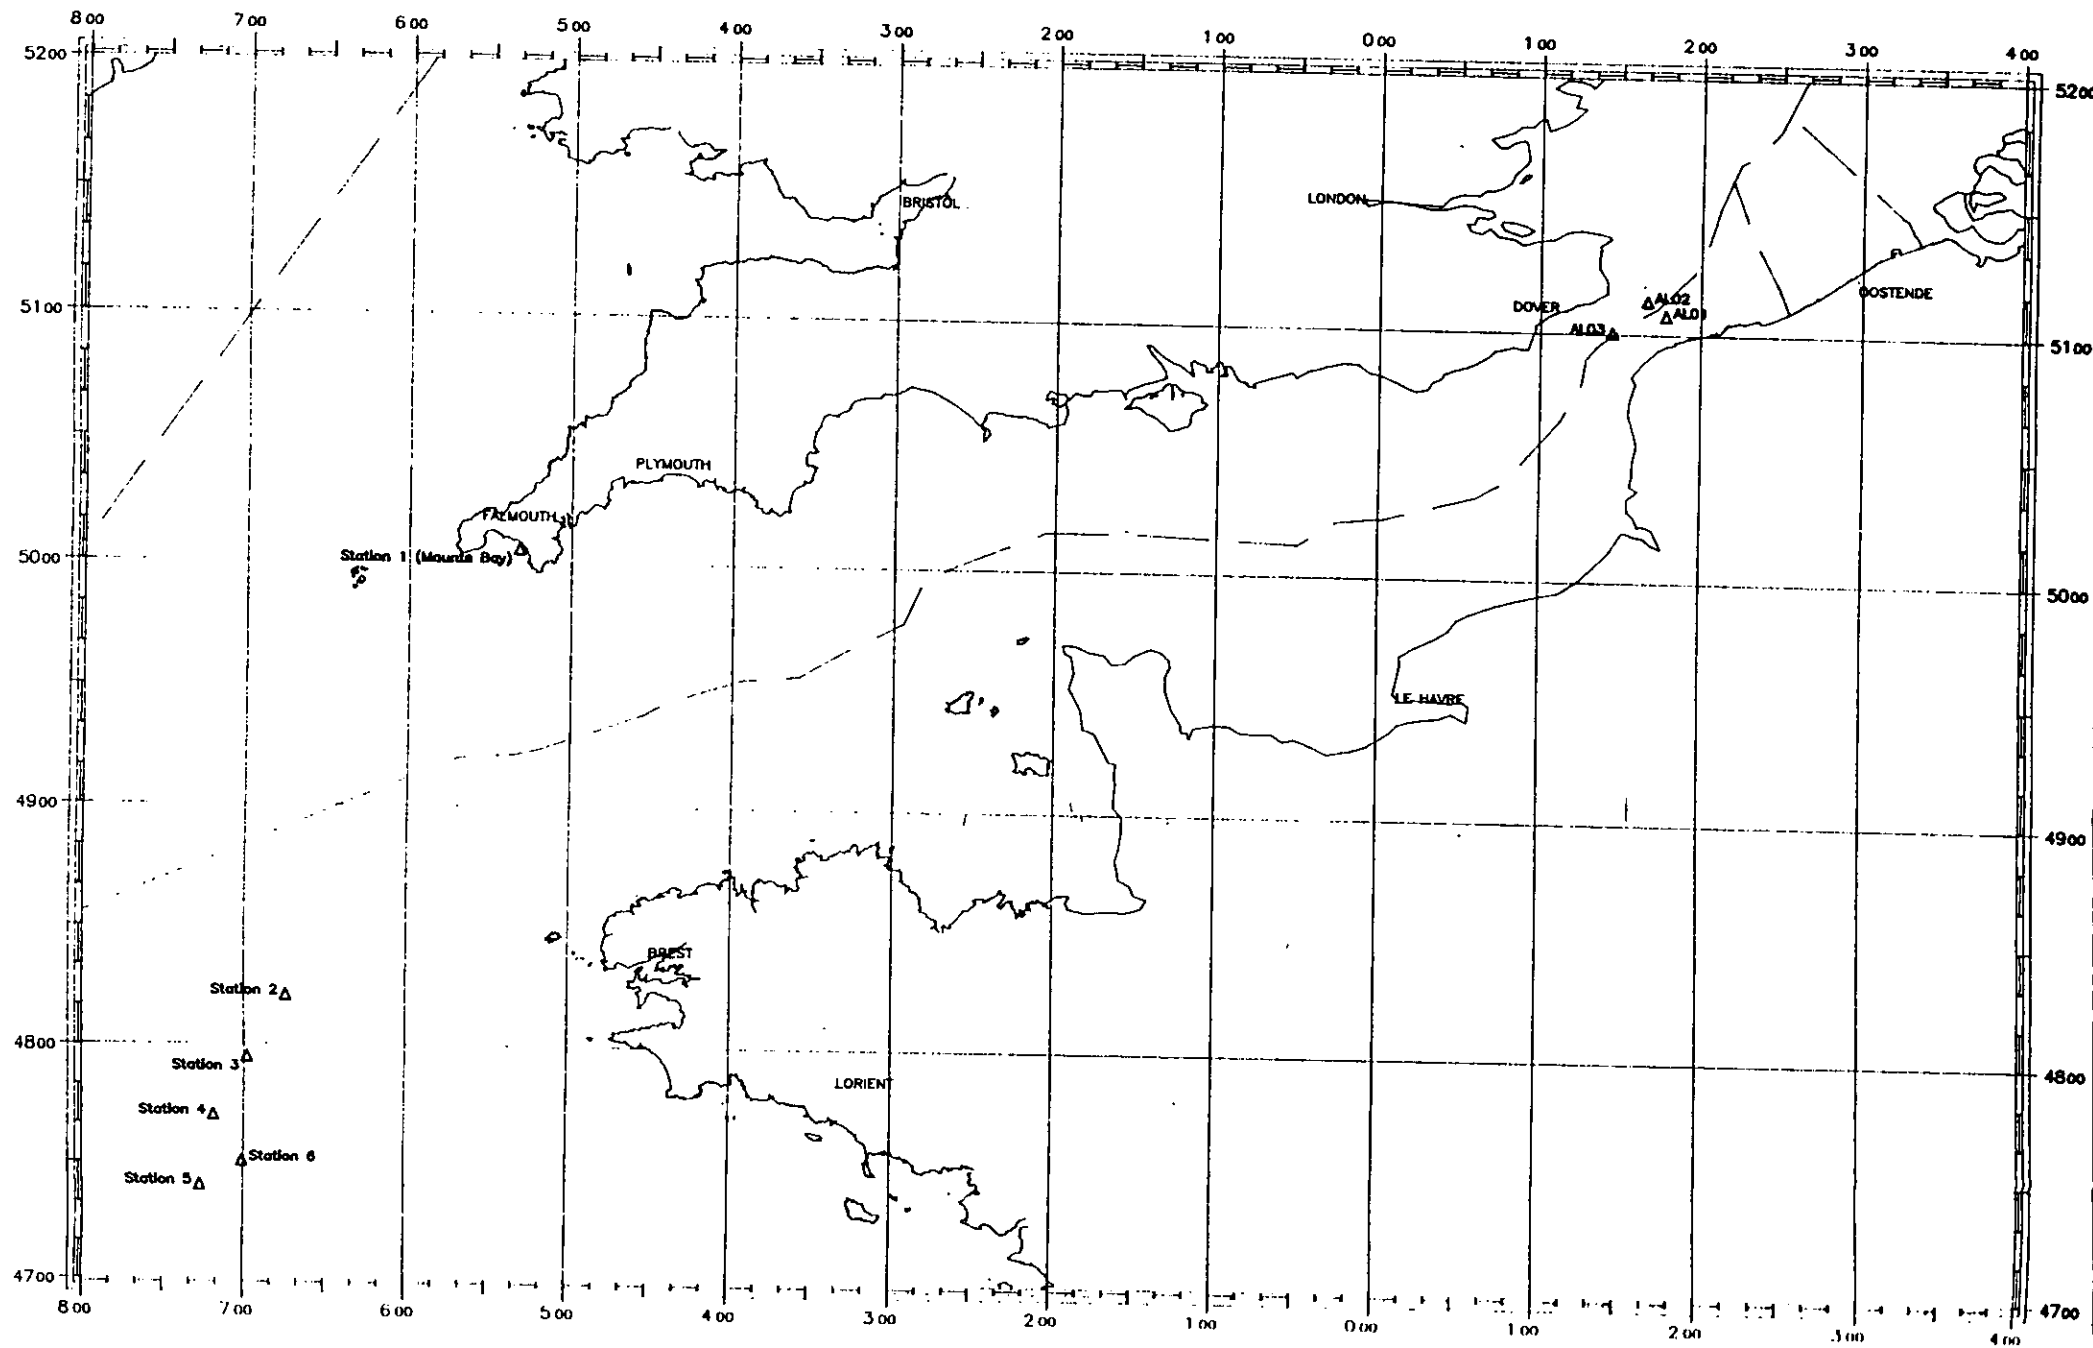 8 00 7 00 6 00 5 00 4 00 3 00 2 00 1 00 0 00 1 00 2 00 3 00 4 00
52 00 52 00
BRISTOL
LONDON
51 00 DOVER AL02 OOSTENDE
AL01
AL03 51 00
PLYMOUTH
FALMOUTH
50 00 Station 1 (Mounts Bay)
50 00
LE HAVRE
49 00 49 00
BREST
Station 2
48 00
Station 3 48 00
LORIENT
Station 4
Station 6
Station 5
47 00 47 00
8 00 7 00 6 00 5 00 4 00 3 00 2 00 1 00 0 00 1 00 2 00 3 00 4 00